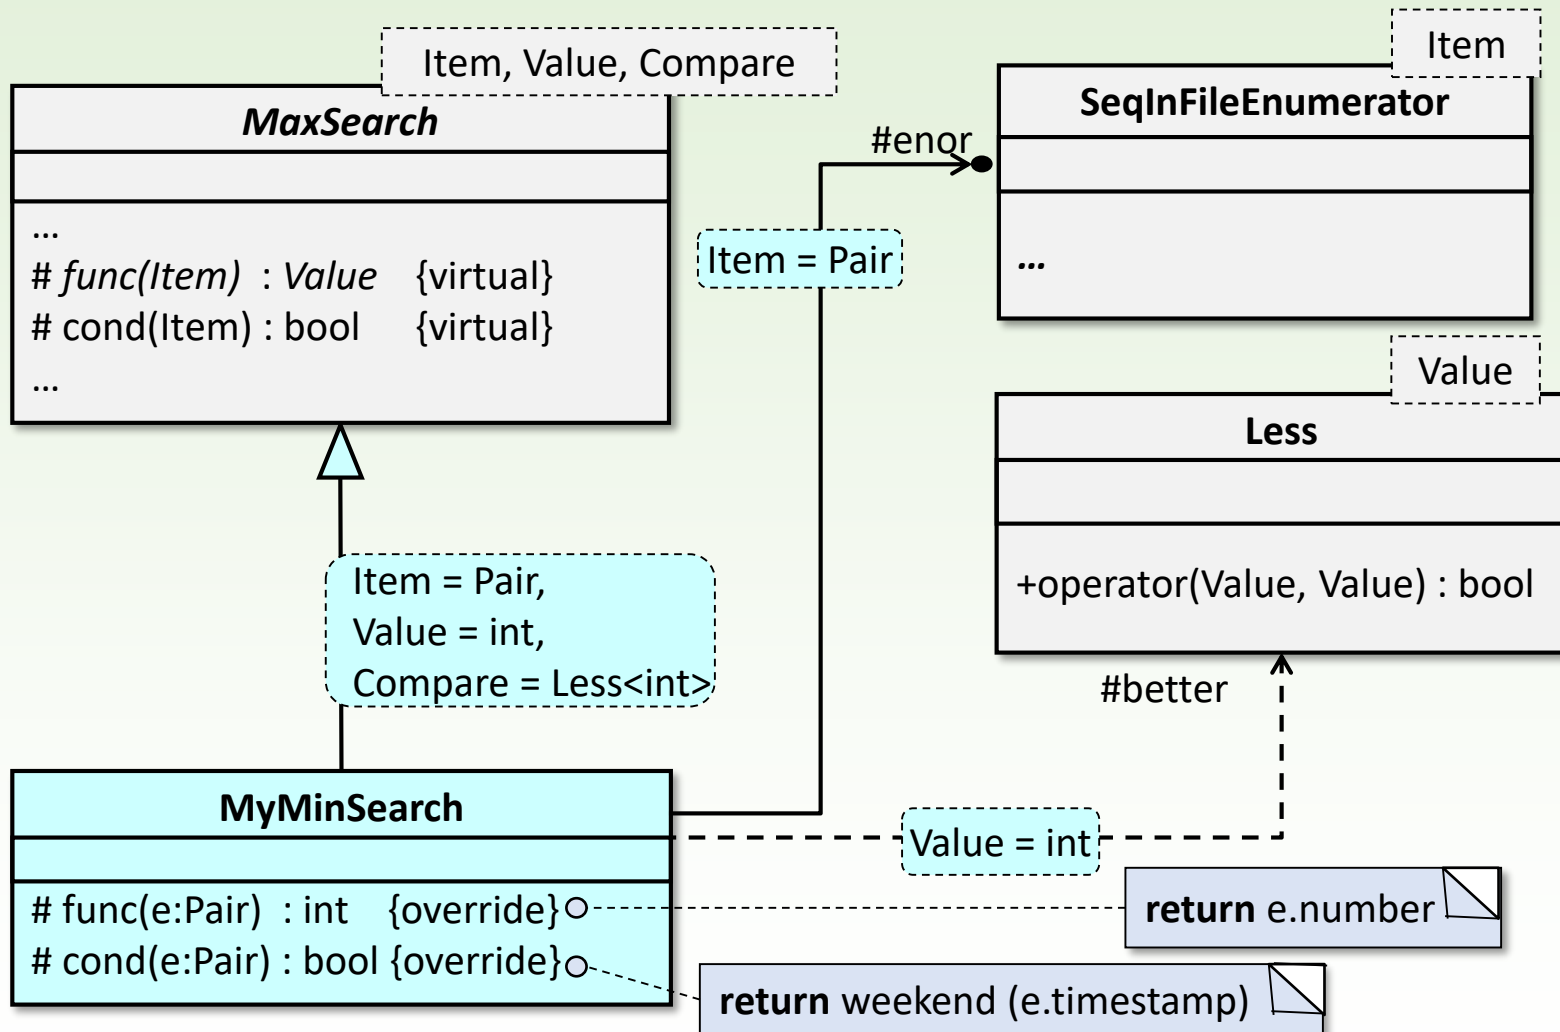 Item, Value, Compare
MaxSearch
...
# func(Item) : Value {virtual}
# cond(Item) : bool {virtual}
...
Item
SeqInFileEnumerator
...
#enor
Item = Pair
Value
Less
+operator(Value, Value) : bool
#better
Item = Pair,
Value = int,
Compare = Less<int>
MyMinSearch
# func(e:Pair) : int {override}
# cond(e:Pair) : bool {override}
Value = int
return e.number
return weekend (e.timestamp)